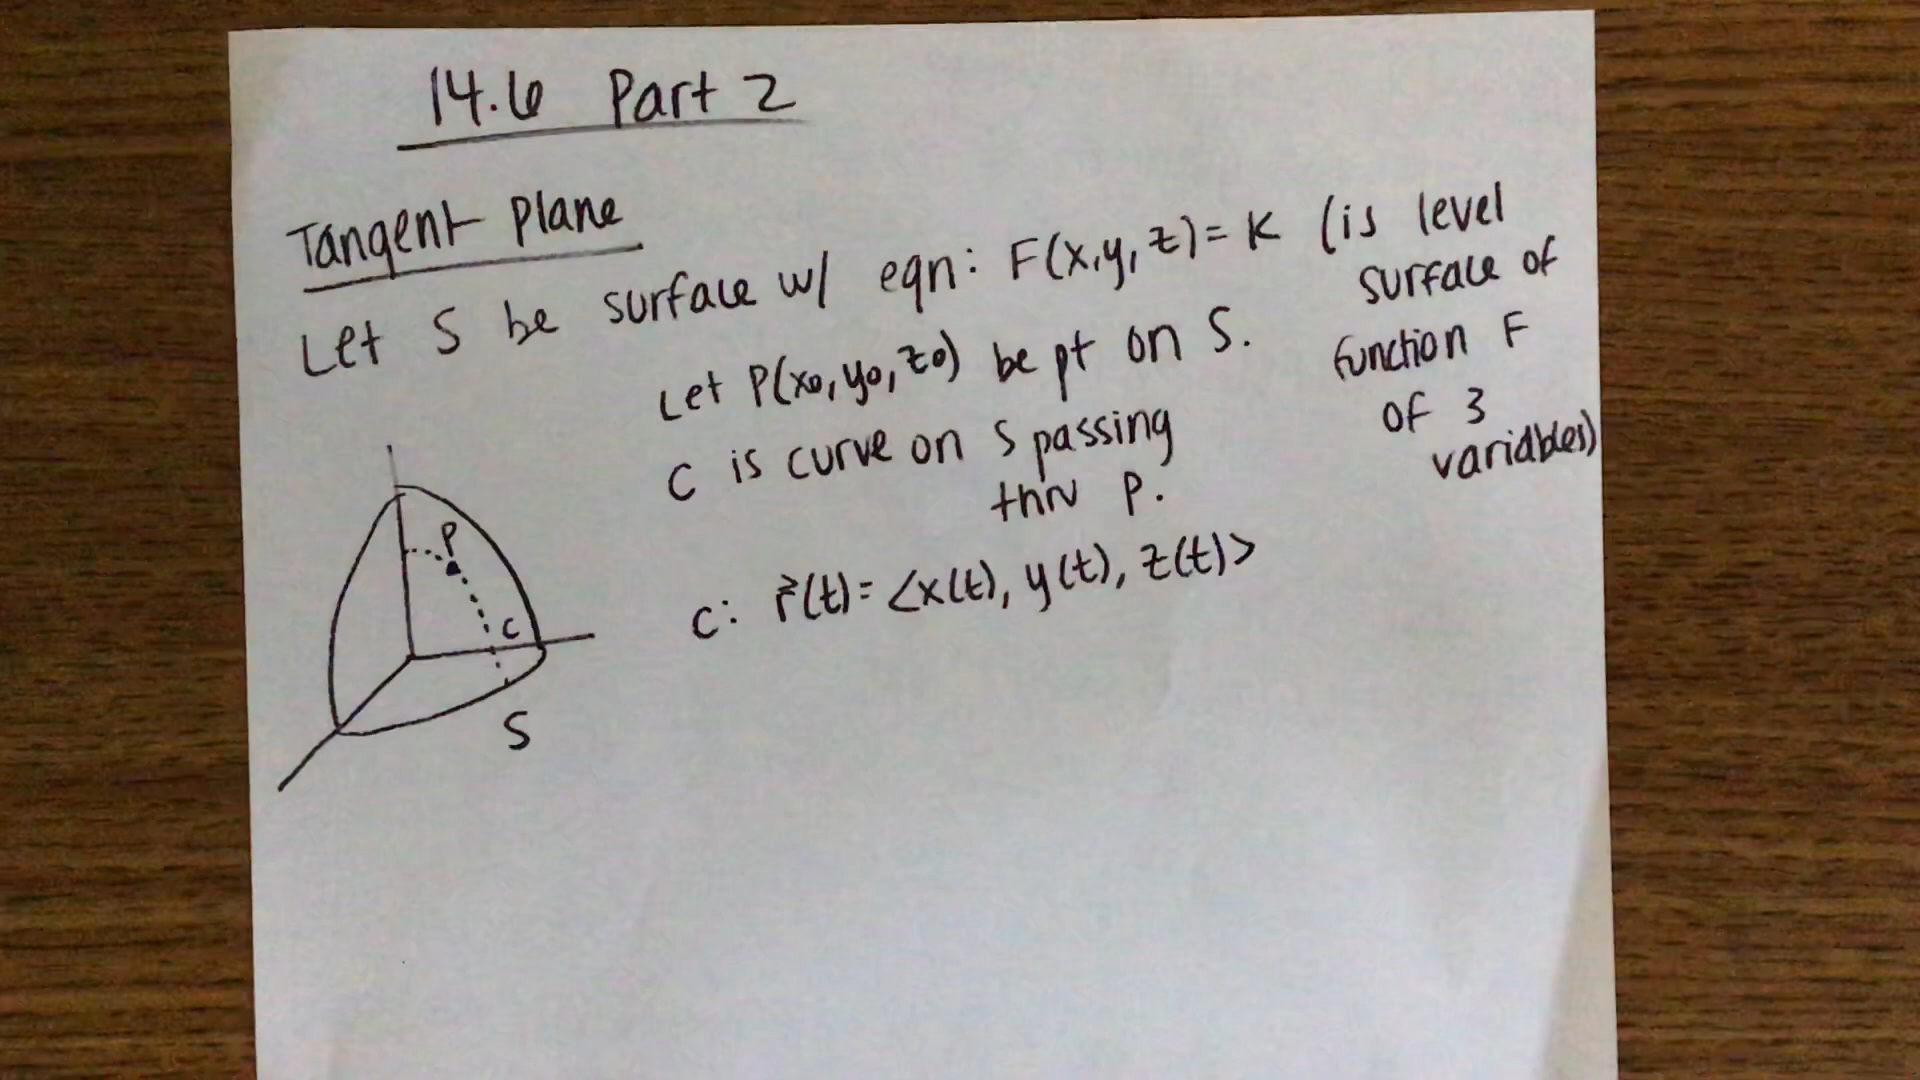 14.6 Part 2
Tangent Plane
Let S be surface w/ eqn: F(x,y,z)=K (is level
surface of
function F
of 3
variables)
Let P(x₀,y₀,z₀) be pt on S.
C is curve on S passing
thru P.
C: r⃗(t)=<x(t), y(t), z(t)>
P
C
S